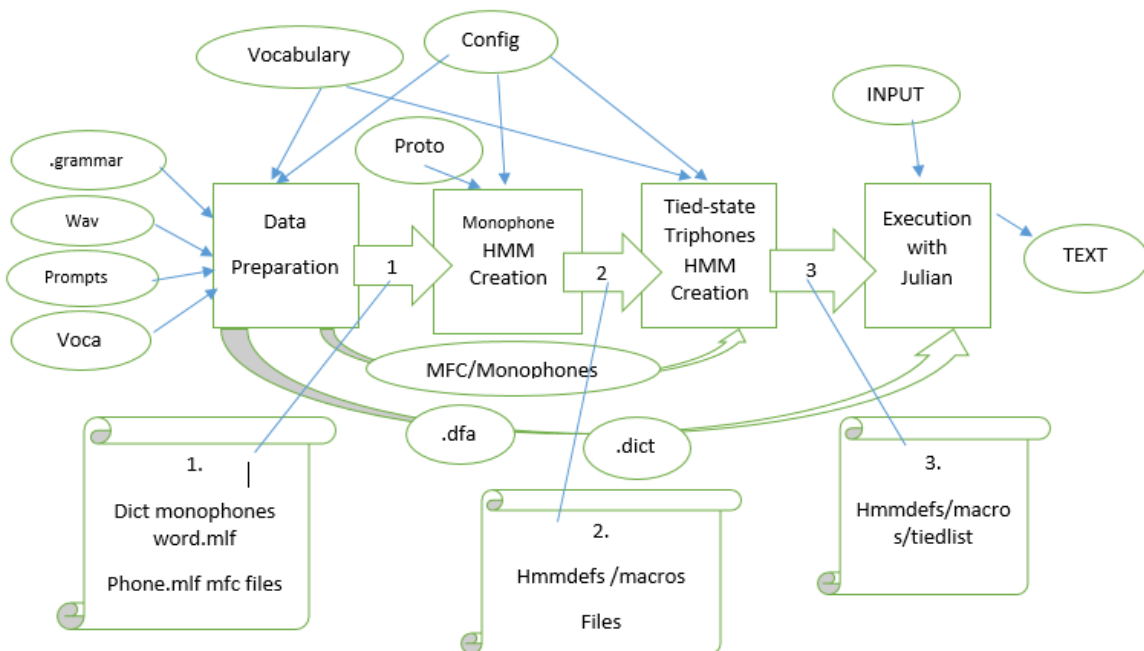 Vocabulary
Config
INPUT
.grammar
Wav
Prompts
Voca
Data
Preparation
1
Proto
Monophone
HMM
Creation
2
Tied-state
Triphones
HMM
Creation
3
Execution
with
Julian
TEXT
MFC/Monophones
.dfa
.dict
1.
Dict monophones
word.mlf
Phone.mlf mfc files
2.
Hmmdefs /macros
Files
3.
Hmmdefs/macro
s/tiedlist